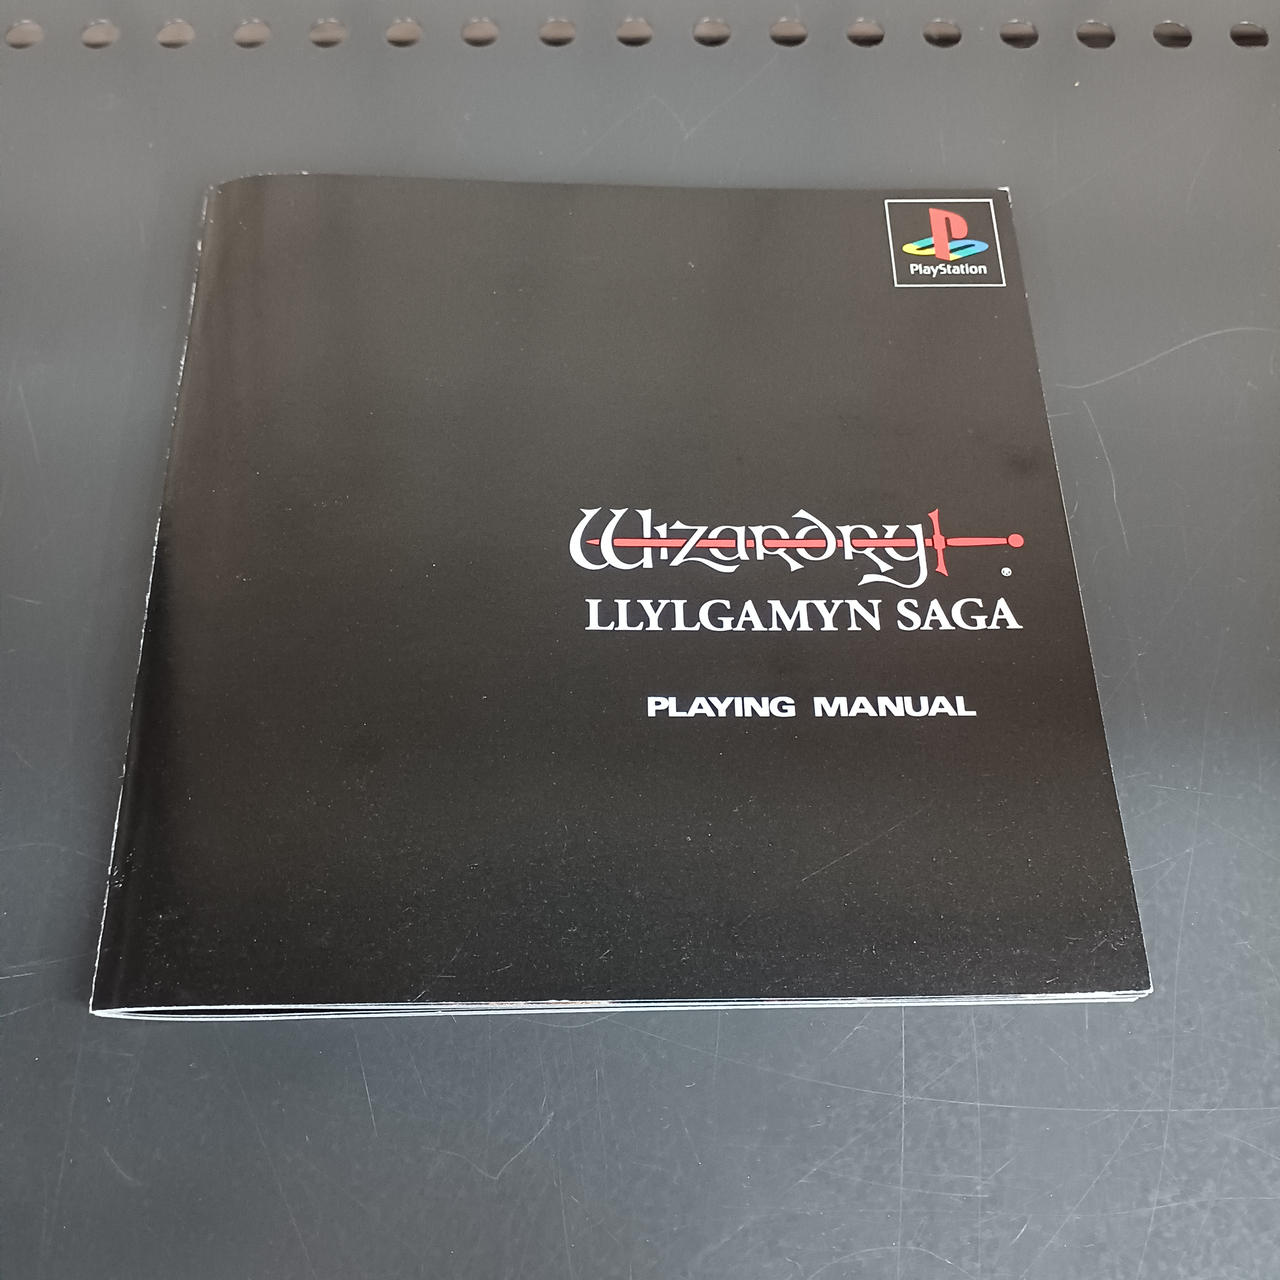 PlayStation
Wizardry
®
LLYLGAMYN SAGA
PLAYING MANUAL